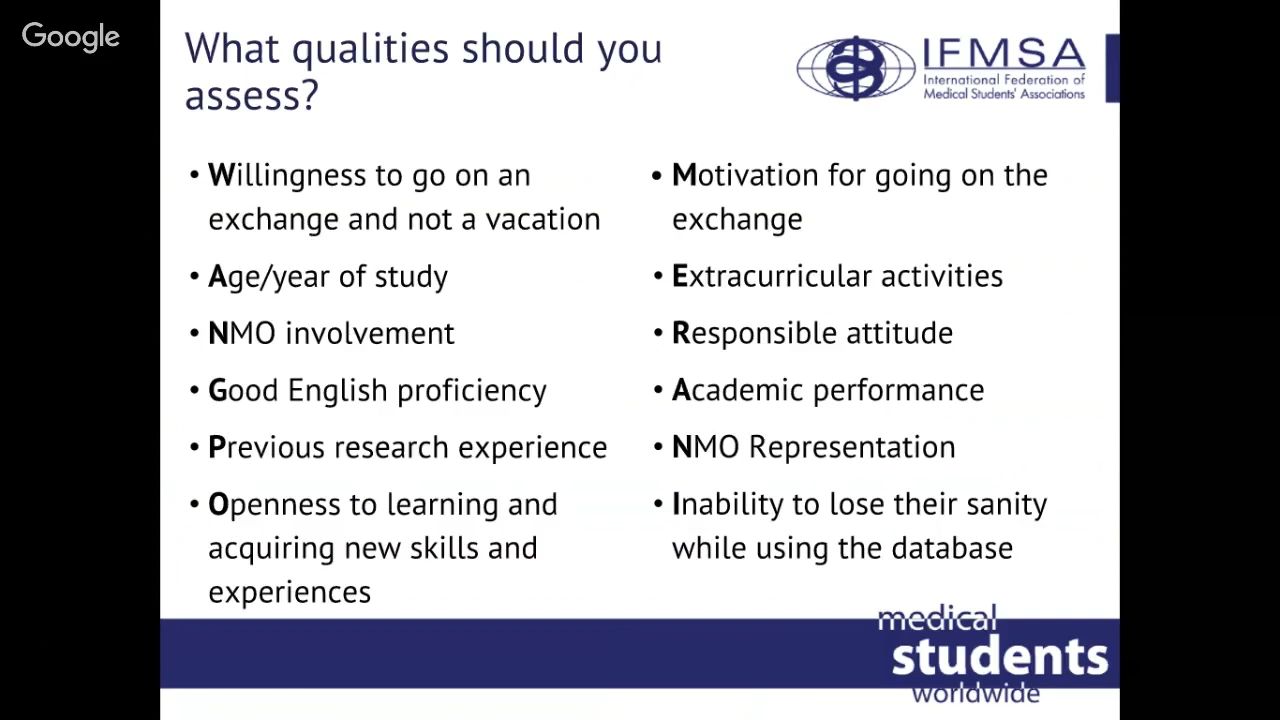 Google
What qualities should you
assess?
IFMSA
International Federation of
Medical Students' Associations
• Willingness to go on an
exchange and not a vacation
• Age/year of study
• NMO involvement
• Good English proficiency
• Previous research experience
• Openness to learning and
acquiring new skills and
experiences
• Motivation for going on the
exchange
• Extracurricular activities
• Responsible attitude
• Academic performance
• NMO Representation
• Inability to lose their sanity
while using the database
medical
students
worldwide